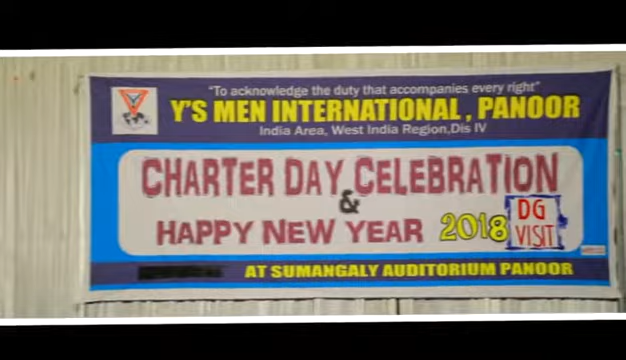 "To acknowledge the duty that accompanies every right"
Y'S MEN INTERNATIONAL, PANOOR
India Area, West India Region,Dis IV
CHARTER DAY CELEBRATION
&
HAPPY NEW YEAR 2018
DG
VISIT
AT SUMANGALY AUDITORIUM PANOOR